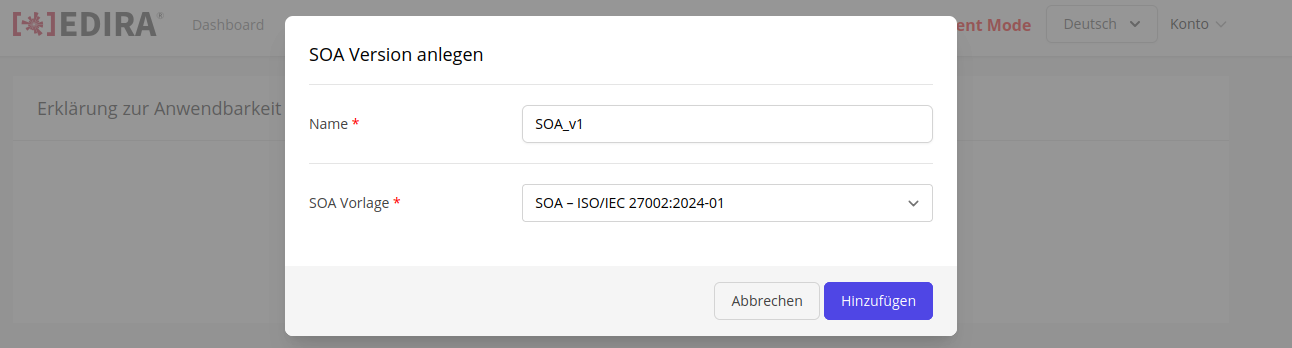 [*]EDIRA®
Dashboard
ent Mode
Deutsch
Konto
SOA Version anlegen
Erklärung zur Anwendbarkeit
Name *
SOA_v1
SOA Vorlage *
SOA – ISO/IEC 27002:2024-01
Abbrechen
Hinzufügen